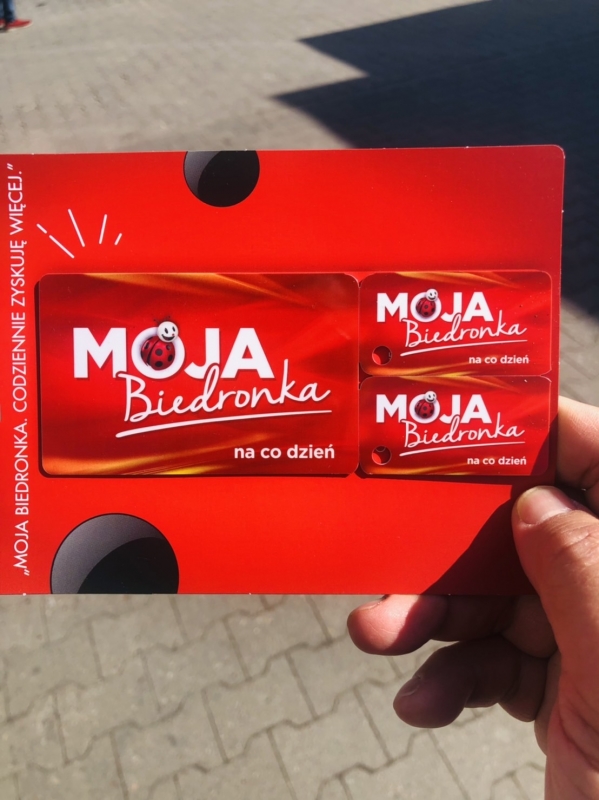 „MOJA BIEDRONKA. CODZIENNIE ZYSKUJĘ WIĘCEJ.”
MOJA
Biedronka
na co dzień
MOJA
Biedronka
na co dzień
MOJA
Biedronka
na co dzień